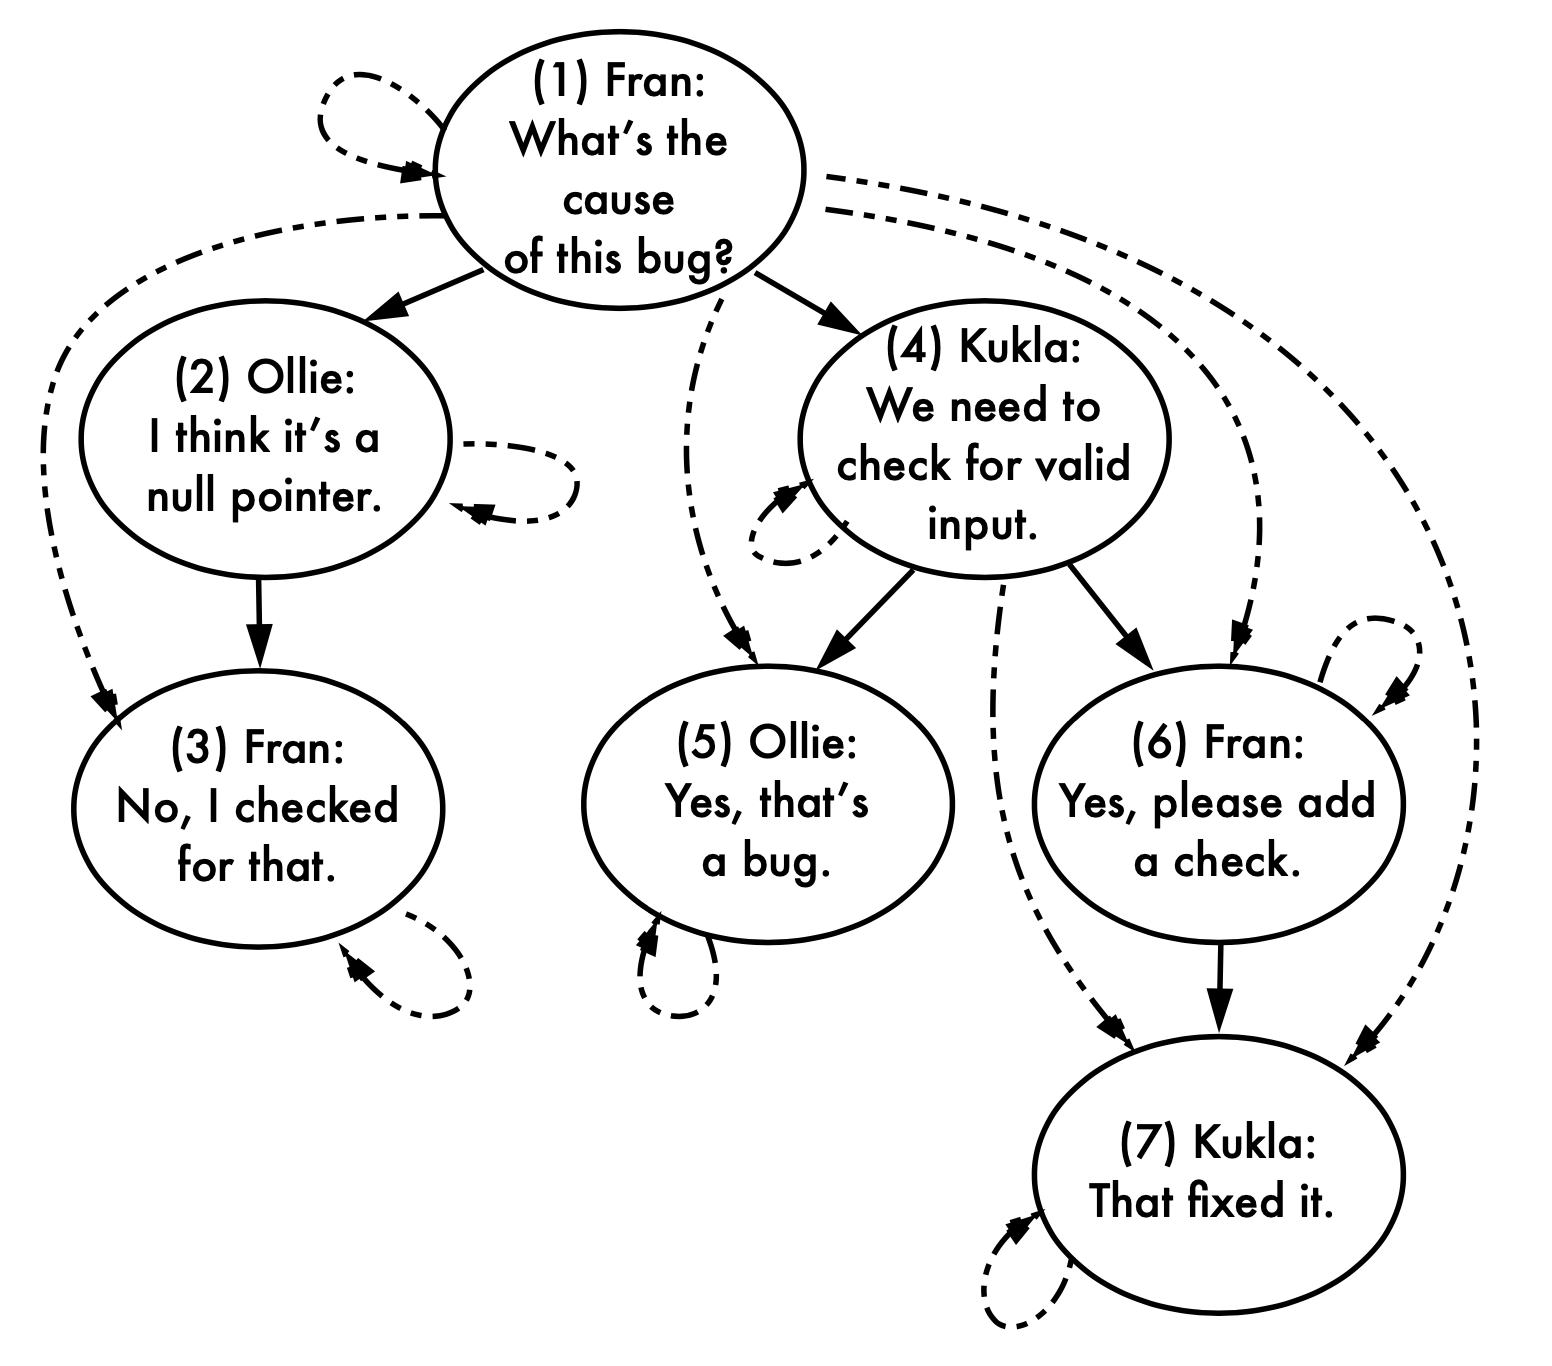 (1) Fran:
What's the
cause
of this bug?
(2) Ollie:
I think it's a
null pointer.
(4) Kukla:
We need to
check for valid
input.
(3) Fran:
No, I checked
for that.
(5) Ollie:
Yes, that's
a bug.
(6) Fran:
Yes, please add
a check.
(7) Kukla:
That fixed it.